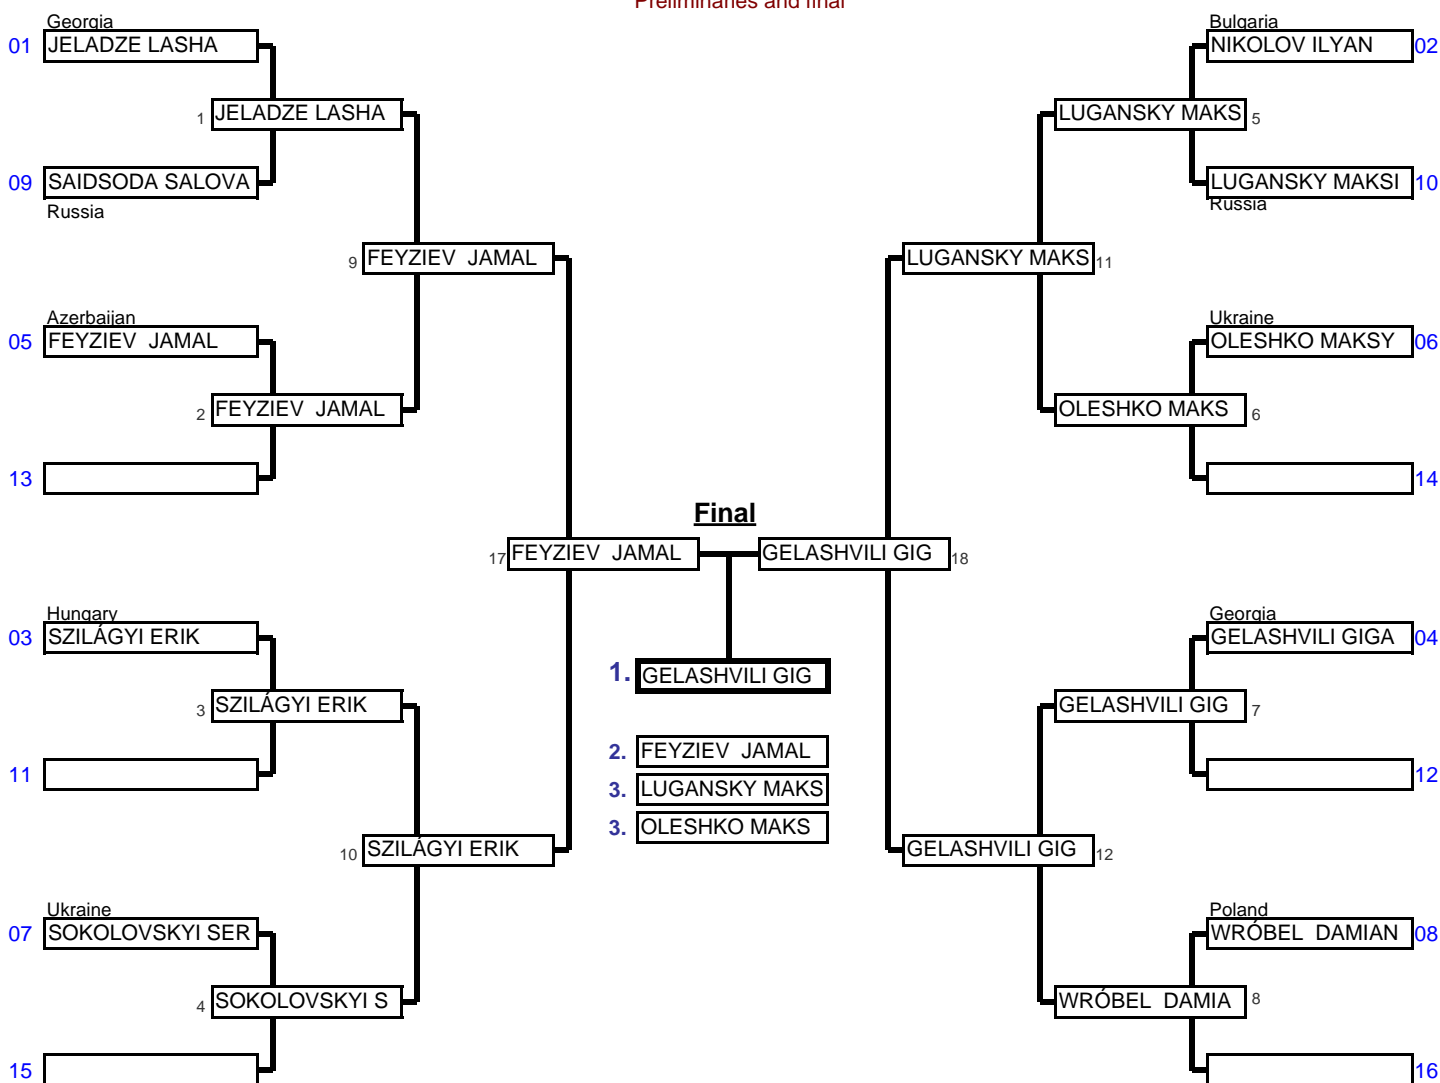 Preliminaries and final
Georgia
Bulgaria
01 JELADZE LASHA
NIKOLOV ILYAN 02
1 JELADZE LASHA
LUGANSKY MAKS 5
09 SAIDSODA SALOVA
LUGANSKY MAKSI 10
Russia
Russia
9 FEYZIEV JAMAL
LUGANSKY MAKS 11
Azerbaijan
Ukraine
05 FEYZIEV JAMAL
OLESHKO MAKSY 06
2 FEYZIEV JAMAL
OLESHKO MAKS 6
13
14
Final
17 FEYZIEV JAMAL
GELASHVILI GIG 18
Hungary
Georgia
03 SZILÁGYI ERIK
GELASHVILI GIGA 04
1. GELASHVILI GIG
3 SZILÁGYI ERIK
GELASHVILI GIG 7
2. FEYZIEV JAMAL
11
12
3. LUGANSKY MAKS
3. OLESHKO MAKS
10 SZILÁGYI ERIK
GELASHVILI GIG 12
Ukraine
Poland
07 SOKOLOVSKYI SER
WRÓBEL DAMIAN 08
4 SOKOLOVSKYI S
WRÓBEL DAMIA 8
15
16